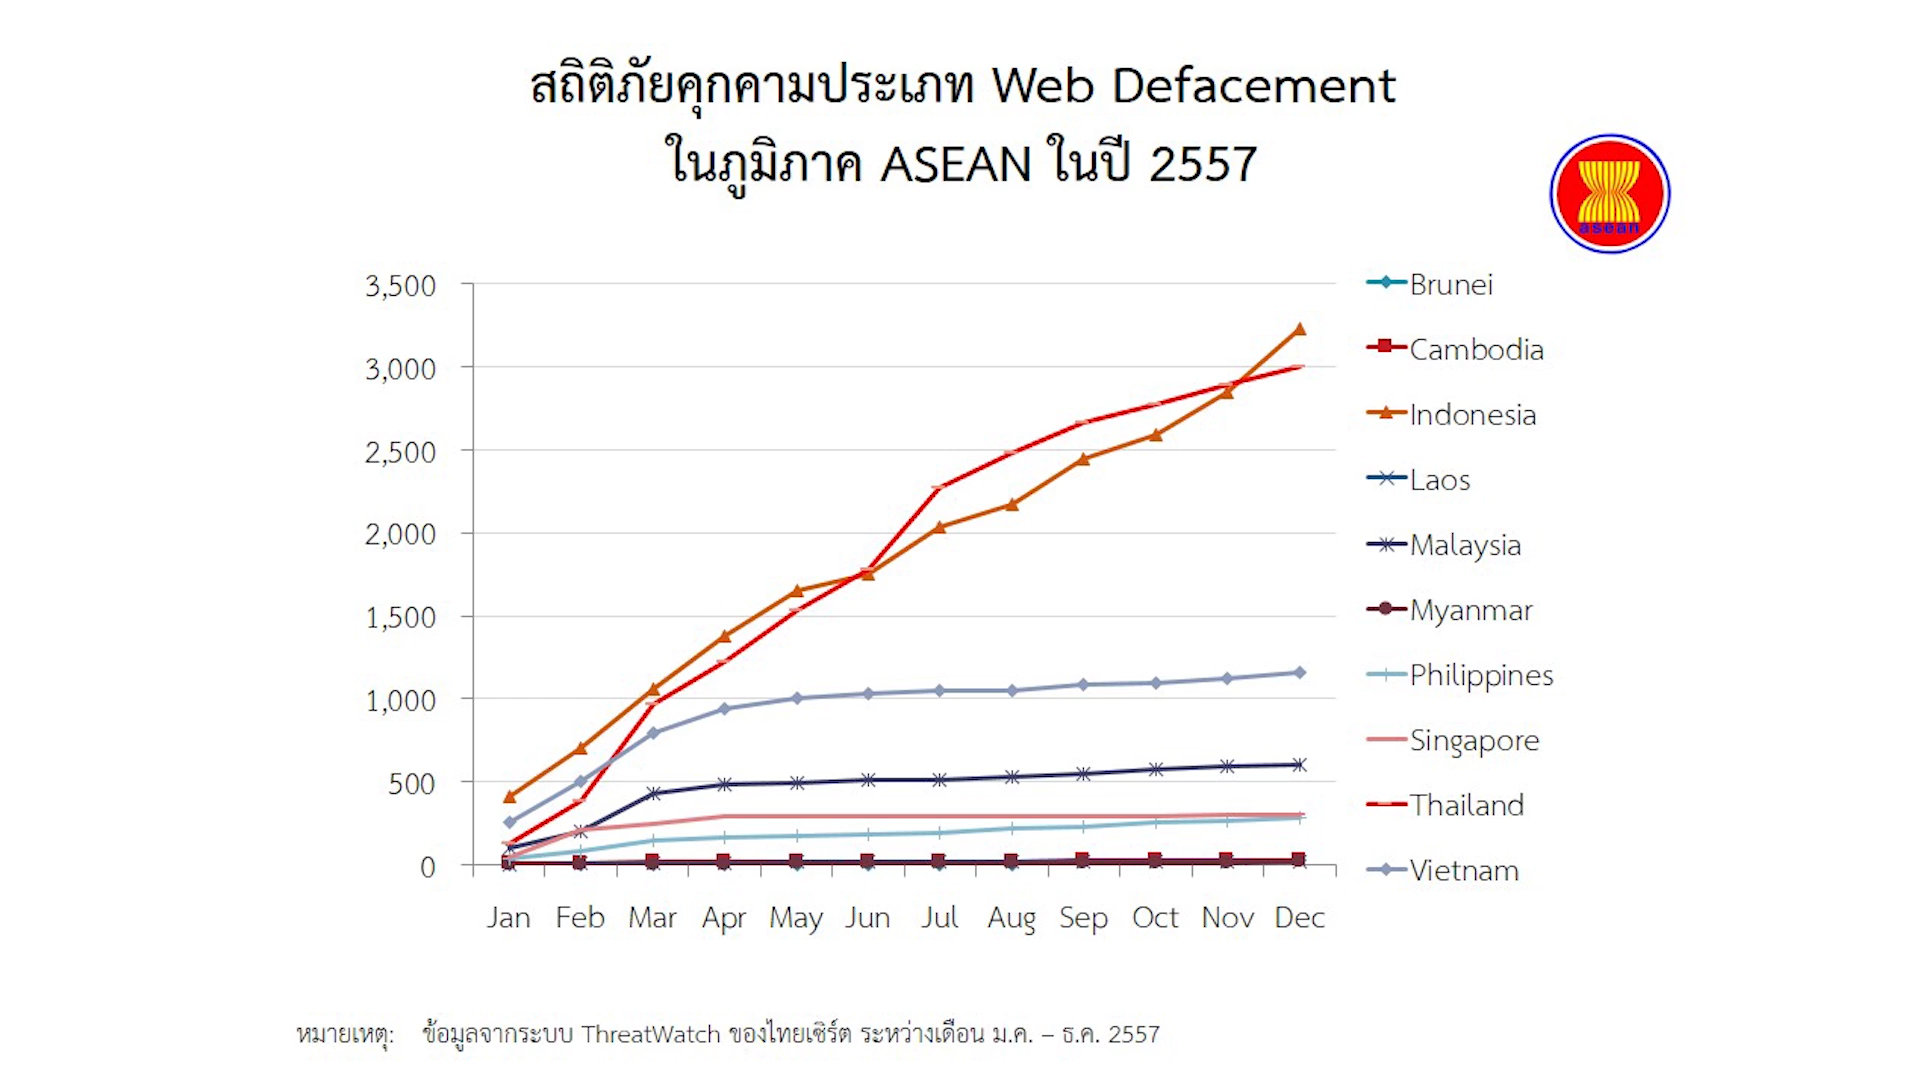 สถิติภัยคุกคามประเภท Web Defacement
ในภูมิภาค ASEAN ในปี 2557
asean
3,500
3,000
2,500
2,000
1,500
1,000
500
0
Jan Feb Mar Apr May Jun Jul Aug Sep Oct Nov Dec
Brunei
Cambodia
Indonesia
Laos
Malaysia
Myanmar
Philippines
Singapore
Thailand
Vietnam
หมายเหตุ: ข้อมูลจากระบบ ThreatWatch ของไทยเซิร์ต ระหว่างเดือน ม.ค. – ธ.ค. 2557